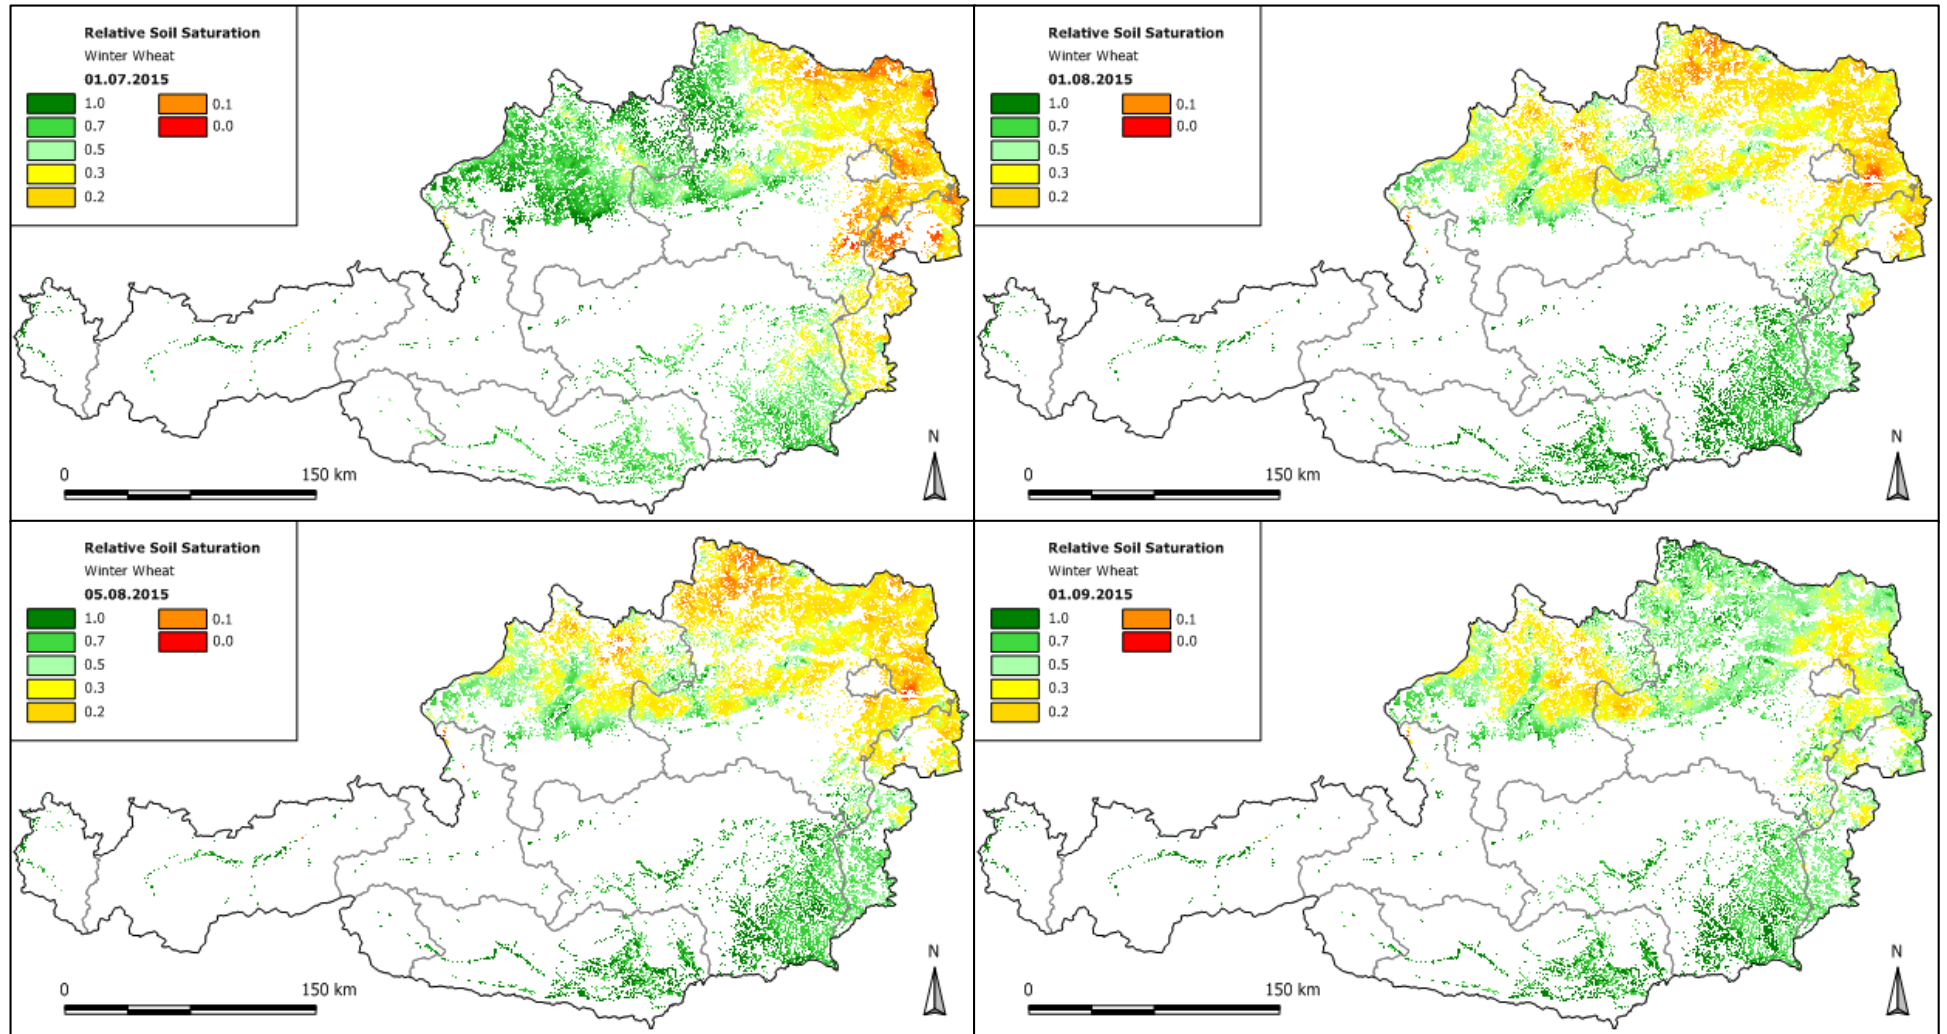 Relative Soil Saturation
Winter Wheat
01.07.2015
1.0 0.1
0.7 0.0
0.5
0.3
0.2
N
0 150 km
Relative Soil Saturation
Winter Wheat
01.08.2015
1.0 0.1
0.7 0.0
0.5
0.3
0.2
N
0 150 km
Relative Soil Saturation
Winter Wheat
05.08.2015
1.0 0.1
0.7 0.0
0.5
0.3
0.2
N
0 150 km
Relative Soil Saturation
Winter Wheat
01.09.2015
1.0 0.1
0.7 0.0
0.5
0.3
0.2
N
0 150 km